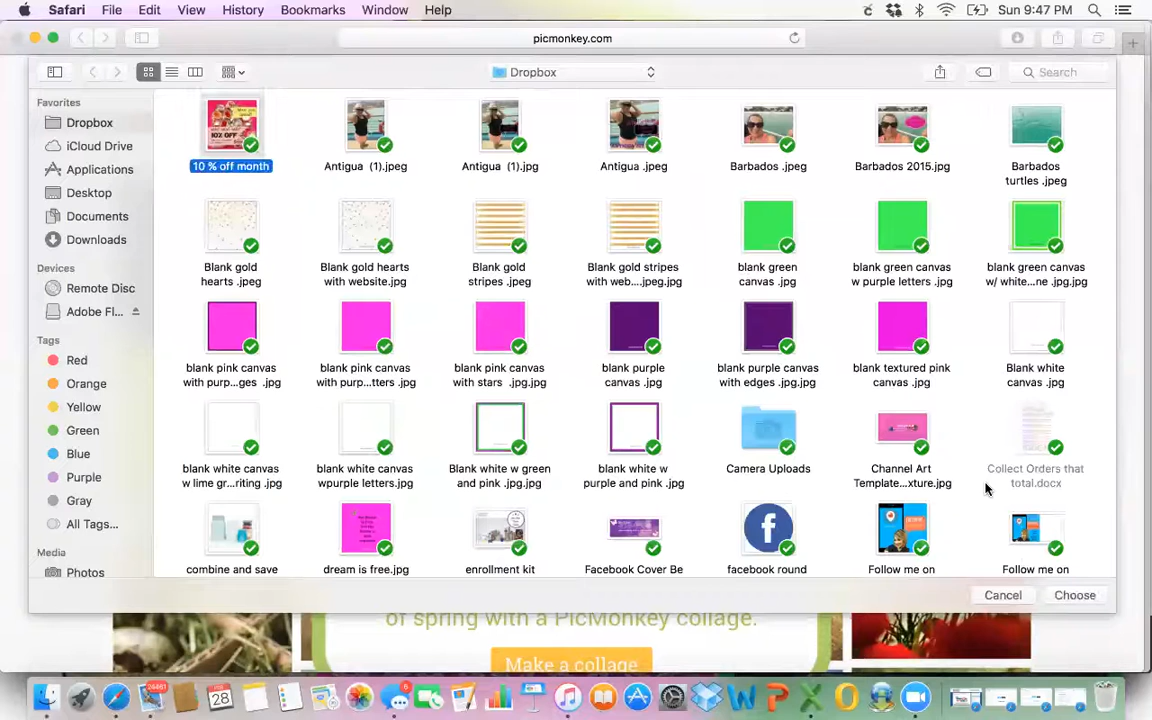 Safari File Edit View History Bookmarks Window Help Sun 9:47 PM
picmonkey.com
Dropbox Search
Favorites
Dropbox
iCloud Drive
Applications
Desktop
Documents
Downloads
Devices
Remote Disc
Adobe Fl...
Tags
Red
Orange
Yellow
Green
Blue
Purple
Gray
All Tags...
Media
Photos
10% OFF
10 % off month Antigua (1).jpeg Antigua (1).jpg Antigua .jpeg Barbados .jpeg Barbados 2015.jpg Barbados
turtles .jpeg
Blank gold Blank gold hearts Blank gold Blank gold stripes blank green blank green canvas blank green canvas
hearts .jpeg with website.jpg stripes .jpeg with web....jpeg.jpg canvas .jpg w purple letters .jpg w/ white...ne .jpg.jpg
blank pink canvas blank pink canvas blank pink canvas blank purple blank purple canvas blank textured pink Blank white
with purp...ges .jpg with purp...tters .jpg with stars .jpg.jpg canvas .jpg with edges .jpg.jpg canvas .jpg canvas .jpg
blank white canvas blank white canvas Blank white w green blank white w Camera Uploads Channel Art Collect Orders that
w lime gr...riting .jpg wpurple letters.jpg and pink .jpg.jpg purple and pink .jpg Template...xture.jpg total.docx
combine and save dream is free.jpg enrollment kit Facebook Cover Be facebook round Follow me on Follow me on
Cancel Choose
of spring with a PicMonkey collage.
Make a collage
24461
FEB
28
6